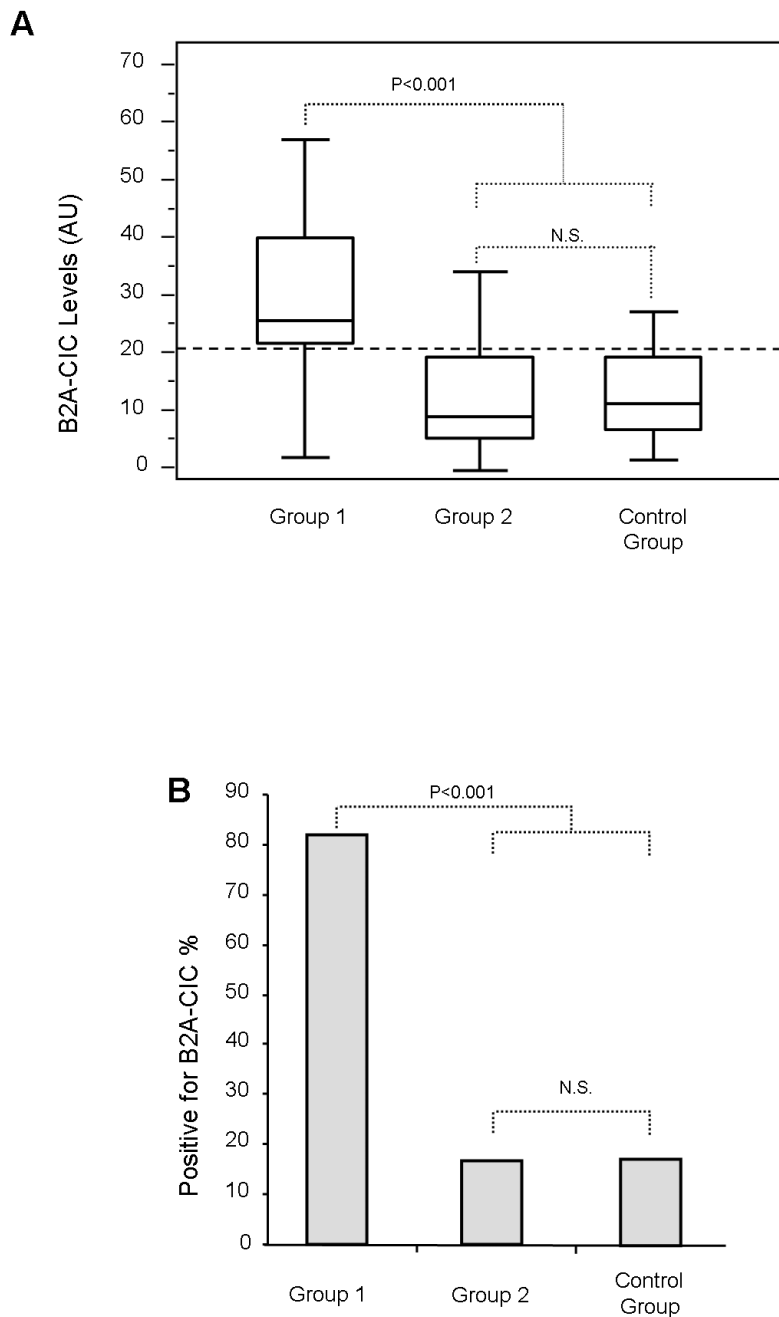 A
B2A-CIC Levels (AU)
70
60
50
40
30
20
10
0
P<0.001
N.S.
Group 1
Group 2
Control
Group
B
Positive for B2A-CIC %
90
80
70
60
50
40
30
20
10
0
P<0.001
N.S.
Group 1
Group 2
Control
Group